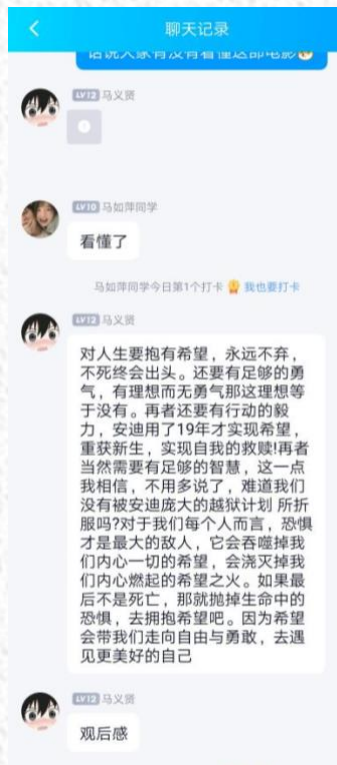 聊天记录
话说大家有没有看懂这部电影
LV12 马义贤
LV10 马如萍同学
看懂了
马如萍同学今日第1个打卡 我也要打卡
LV12 马义贤
对人生要抱有希望，永远不弃，
不死终会出头。还要有足够的勇
气，有理想而无勇气那这理想等
于没有。再者还要有行动的毅
力，安迪用了19年才实现希望，
重获新生，实现自我的救赎!再者
当然需要有足够的智慧，这一点
我相信，不用多说了，难道我们
没有被安迪庞大的越狱计划 所折
服吗?对于我们每个人而言，恐惧
才是最大的敌人，它会吞噬掉我
们内心一切的希望，会浇灭掉我
们内心燃起的希望之火。如果最
后不是死亡，那就抛掉生命中的
恐惧，去拥抱希望吧。因为希望
会带我们走向自由与勇敢，去遇
见更美好的自己
LV12 马义贤
观后感